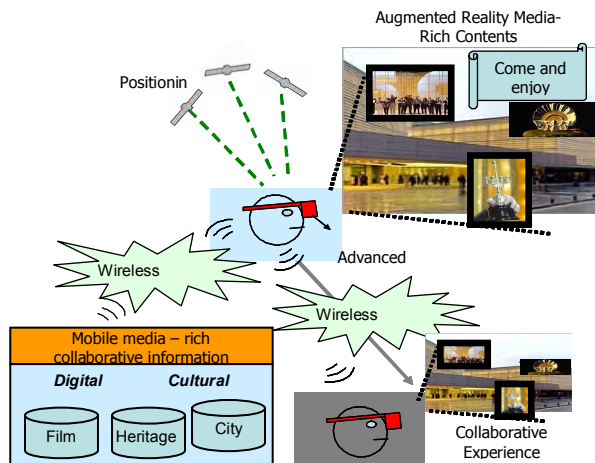 Augmented Reality Media-
Rich Contents
Positionin
Come and
enjoy
Advanced
Wireless
Wireless
Mobile media – rich
collaborative information
Digital Cultural
Film
Heritage
City
Collaborative
Experience